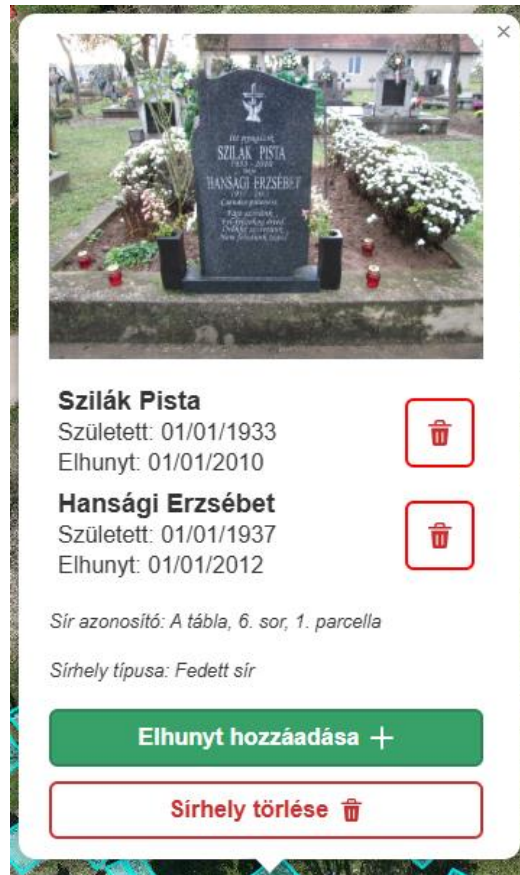 ×
Itt nyugszik
SZILÁK PISTA
HANSÁGI ERZSÉBET
Szilák Pista
Született: 01/01/1933
Elhunyt: 01/01/2010
Hansági Erzsébet
Született: 01/01/1937
Elhunyt: 01/01/2012
Sír azonosító: A tábla, 6. sor, 1. parcella
Sírhely típusa: Fedett sír
Elhunyt hozzáadása +
Sírhely törlése